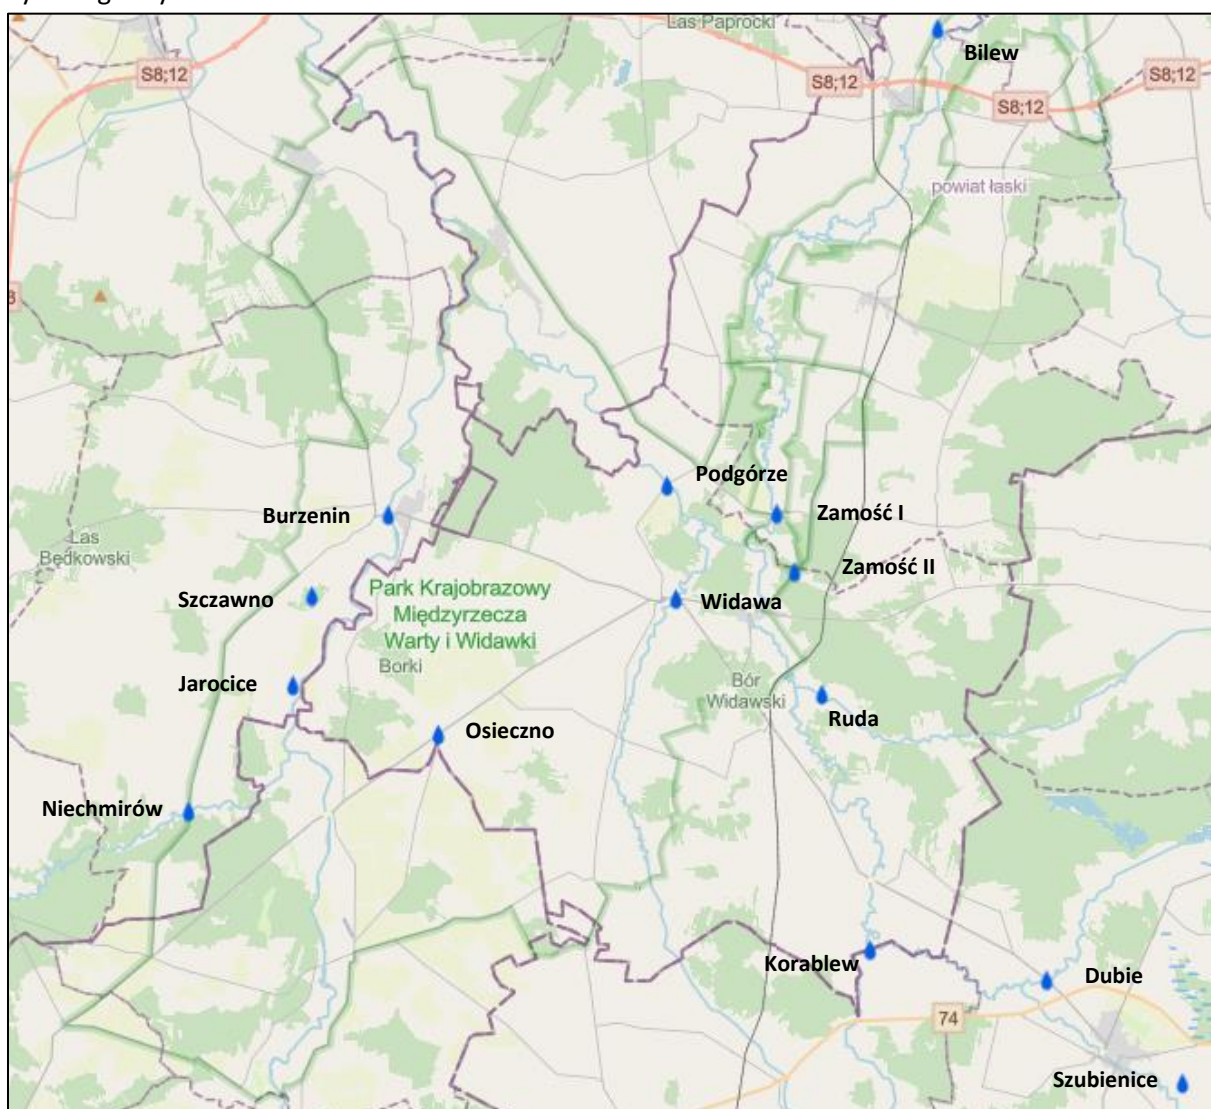 Las Paprocki
Bilew
S8;12
S8;12
S8;12
S8;12
powiat łaski
Podgórze
Burzenin
Zamość I
Las
Będkowski
Zamość II
Park Krajobrazowy
Międzyrzecza
Warty i Widawki
Szczawno
Widawa
Borki
Bór
Widawski
Jarocice
Ruda
Osieczno
Niechmirów
Korablew
Dubie
74
Szubienice